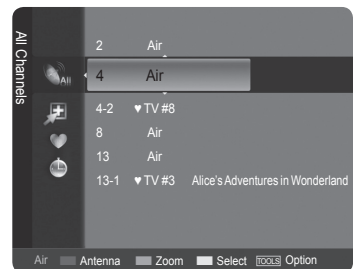 All Channels
2 Air
All
4 Air
4-2 ♥ TV #8
8 Air
13 Air
13-1 ♥ TV #3 Alice's Adventures in Wonderland
Air Antenna Zoom Select TOOLS Option